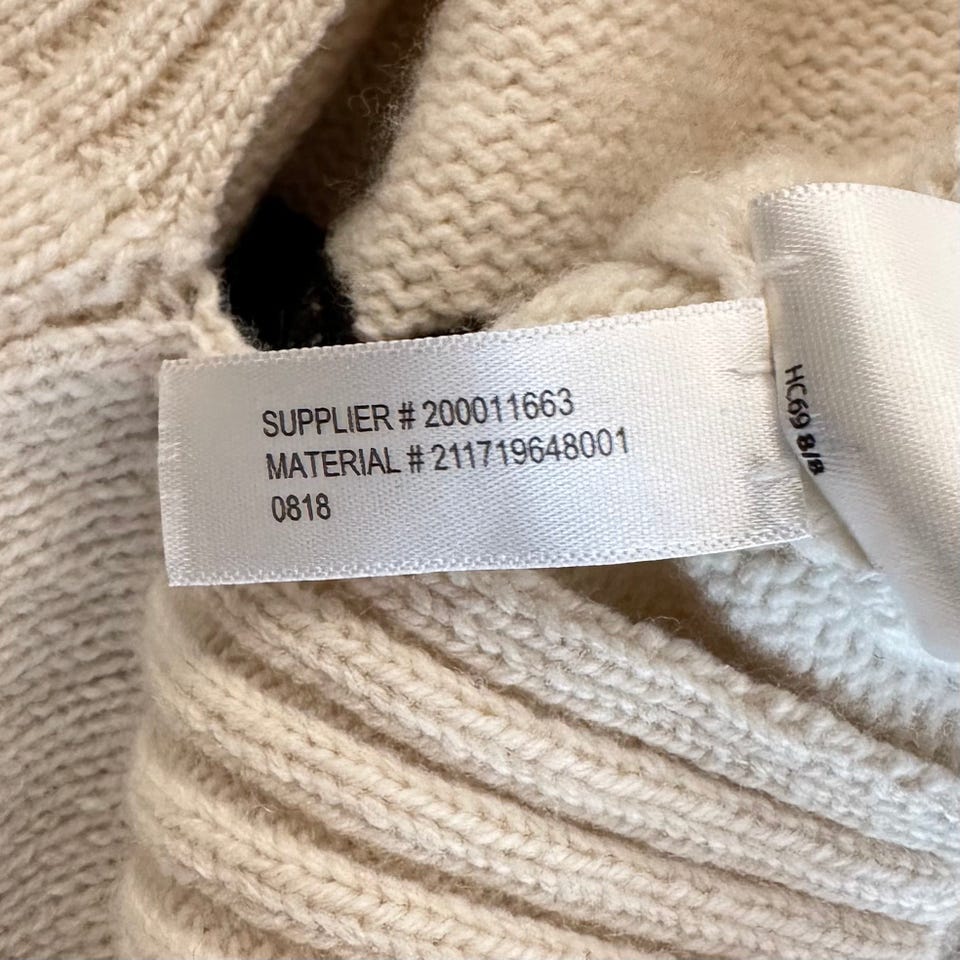 SUPPLIER # 200011663
MATERIAL # 211719648001
0818
HC69 8/8